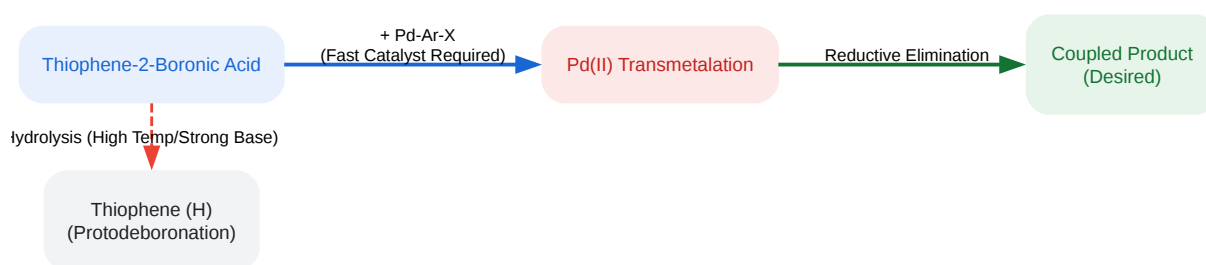 Thiophene-2-Boronic Acid
+ Pd-Ar-X
(Fast Catalyst Required)
Pd(II) Transmetalation
Reductive Elimination
Coupled Product
(Desired)
ydrolysis (High Temp/Strong Base)
Thiophene (H)
(Protodeboronation)